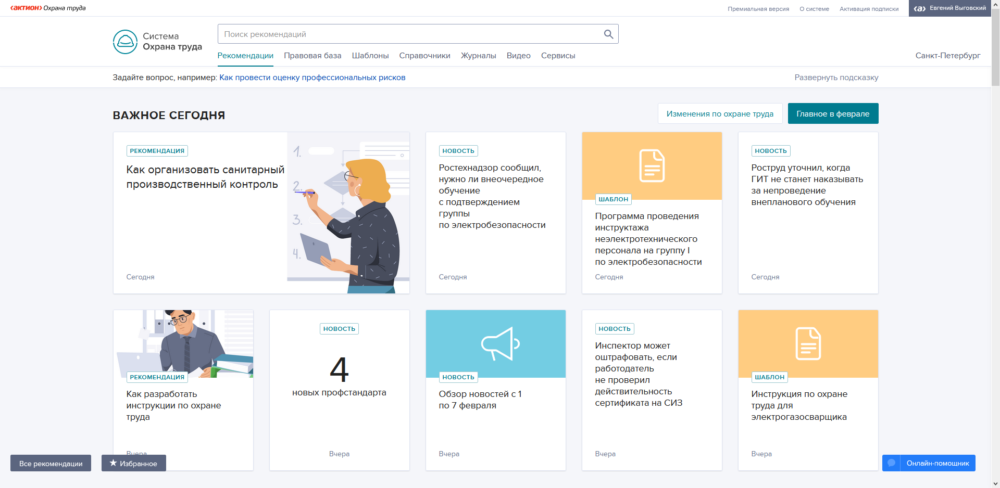 ‹актион› Охрана труда
Премиальная версия
О системе
Активация подписки
‹а› Евгений Выговский
Система
Охрана труда
Поиск рекомендаций
Рекомендации
Правовая база
Шаблоны
Справочники
Журналы
Видео
Сервисы
Санкт-Петербург
Задайте вопрос, например: Как провести оценку профессиональных рисков
Развернуть подсказку
ВАЖНОЕ СЕГОДНЯ
Изменения по охране труда
Главное в феврале
РЕКОМЕНДАЦИЯ
Как организовать санитарный
производственный контроль
Сегодня
1.
2.
3.
4.
НОВОСТЬ
Ростехнадзор сообщил,
нужно ли внеочередное
обучение
с подтверждением
группы
по электробезопасности
Сегодня
ШАБЛОН
Программа проведения
инструктажа
неэлектротехнического
персонала на группу I
по электробезопасности
Сегодня
НОВОСТЬ
Роструд уточнил, когда
ГИТ не станет наказывать
за непроведение
внепланового обучения
Сегодня
РЕКОМЕНДАЦИЯ
Как разработать
инструкции по охране
труда
Вчера
НОВОСТЬ
4
новых профстандарта
Вчера
НОВОСТЬ
Обзор новостей с 1
по 7 февраля
Вчера
НОВОСТЬ
Инспектор может
оштрафовать, если
работодатель
не проверил
действительность
сертификата на СИЗ
Вчера
ШАБЛОН
Инструкция по охране
труда для
электрогазосварщика
Вчера
Все рекомендации
Избранное
Онлайн-помощник